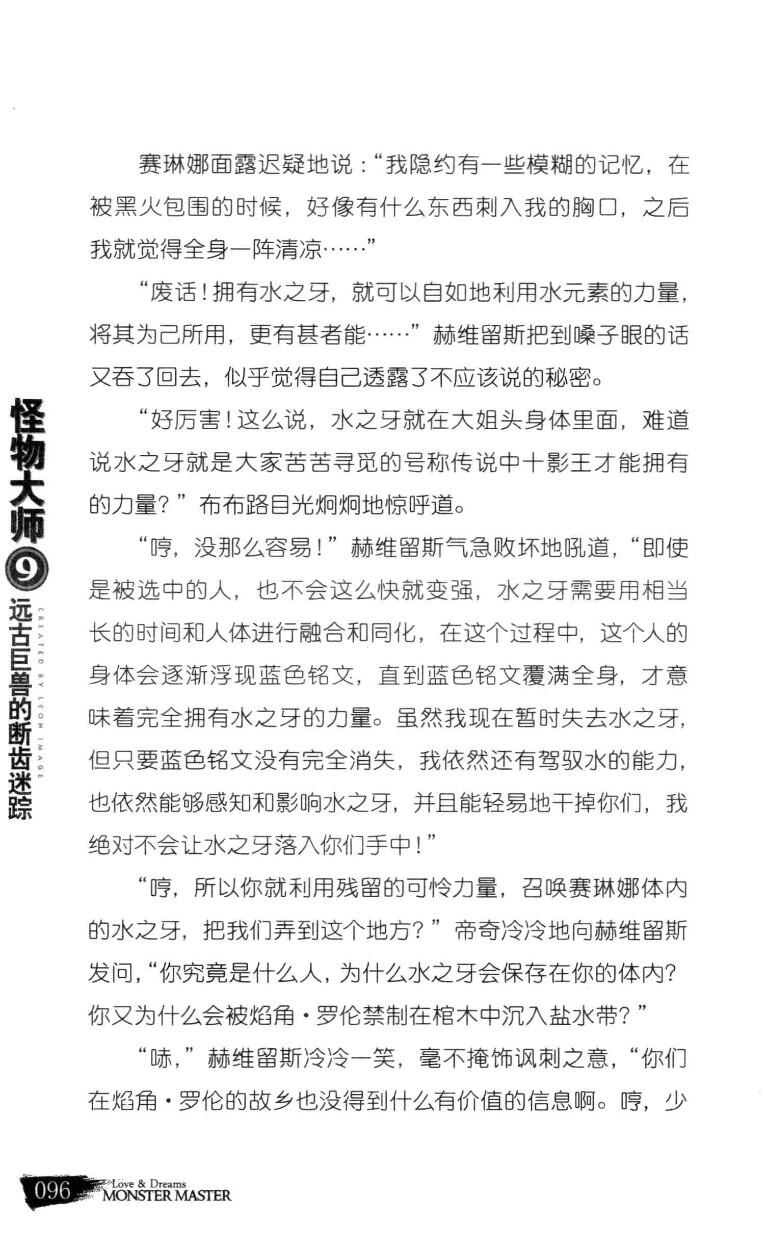 赛琳娜面露迟疑地说：“我隐约有一些模糊的记忆，在
被黑火包围的时候，好像有什么东西刺入我的胸口，之后
我就觉得全身一阵清凉……”
“废话！拥有水之牙，就可以自如地利用水元素的力量，
将其为己所用，更有甚者能……”赫维留斯把到嗓子眼的话
又吞了回去，似乎觉得自己透露了不应该说的秘密。
“好厉害！这么说，水之牙就在大姐头身体里面，难道
说水之牙就是大家苦苦寻觅的号称传说中十影王才能拥有
的力量？”布布路目光炯炯地惊呼道。
“哼，没那么容易！”赫维留斯气急败坏地吼道，“即使
是被选中的人，也不会这么快就变强，水之牙需要用相当
长的时间和人体进行融合和同化，在这个过程中，这个人的
身体会逐渐浮现蓝色铭文，直到蓝色铭文覆满全身，才意
味着完全拥有水之牙的力量。虽然我现在暂时失去水之牙，
但只要蓝色铭文没有完全消失，我依然还有驾驭水的能力，
也依然能够感知和影响水之牙，并且能轻易地干掉你们，我
绝对不会让水之牙落入你们手中！”
“哼，所以你就利用残留的可怜力量，召唤赛琳娜体内
的水之牙，把我们弄到这个地方？”帝奇冷冷地向赫维留斯
发问，“你究竟是什么人，为什么水之牙会保存在你的体内？
你又为什么会被焰角·罗伦禁制在棺木中沉入盐水带？”
“哧，”赫维留斯冷冷一笑，毫不掩饰讽刺之意，“你们
在焰角·罗伦的故乡也没得到什么有价值的信息啊。哼，少
怪物大师
9
远古巨兽的断齿迷踪
CREATED BY LEON IMAGE
096
Love & Dreams
MONSTER MASTER